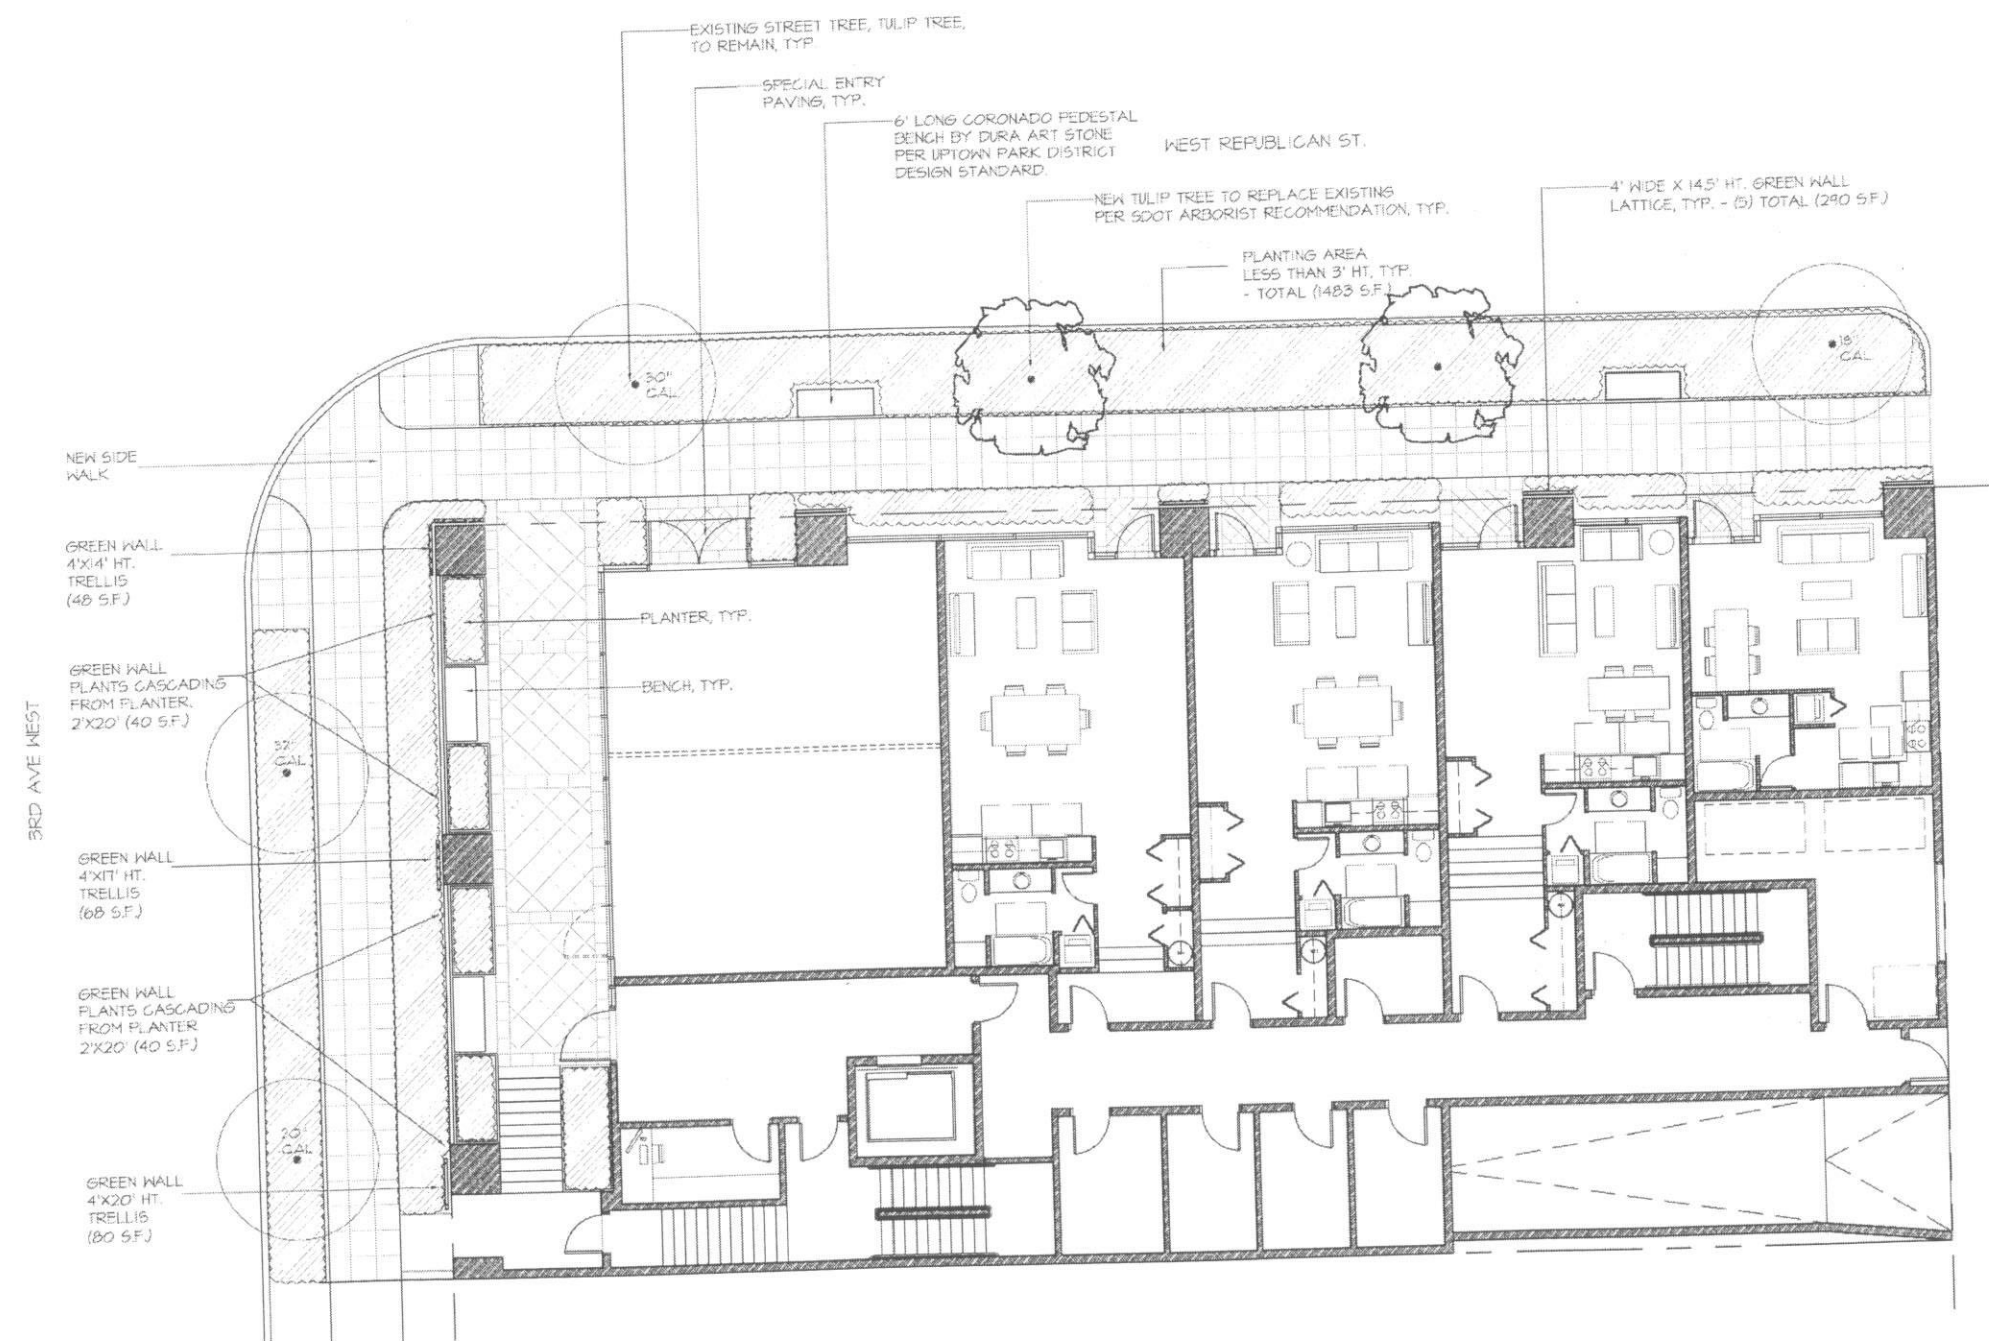 EXISTING STREET TREE, TULIP TREE,
TO REMAIN, TYP
SPECIAL ENTRY
PAVING, TYP.
6' LONG CORONADO PEDESTAL
BENCH BY DURA ART STONE
PER UPTOWN PARK DISTRICT
DESIGN STANDARD.
WEST REPUBLICAN ST.
NEW TULIP TREE TO REPLACE EXISTING
PER SDOT ARBORIST RECOMMENDATION, TYP.
4' WIDE X 14.5' HT. GREEN WALL
LATTICE, TYP. - (5) TOTAL (290 S.F.)
PLANTING AREA
LESS THAN 3' HT, TYP.
- TOTAL (1483 S.F.)
30"
CAL
18"
CAL
NEW SIDE
WALK
GREEN WALL
4'X14' HT.
TRELLIS
(48 S.F.)
PLANTER, TYP.
GREEN WALL
PLANTS CASCADING
FROM PLANTER.
2'X20' (40 S.F.)
BENCH, TYP.
3RD AVE WEST
32"
CAL
GREEN WALL
4'X17' HT.
TRELLIS
(68 S.F.)
GREEN WALL
PLANTS CASCADING
FROM PLANTER
2'X20' (40 S.F.)
CAL
GREEN WALL
4'X20' HT.
TRELLIS
(80 S.F.)